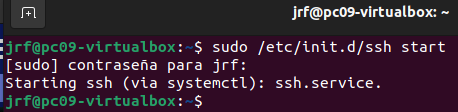 jrf@pc09-virtualbox: ~
jrf@pc09-virtualbox:~$ sudo /etc/init.d/ssh start
[sudo] contraseña para jrf:
Starting ssh (via systemctl): ssh.service.
jrf@pc09-virtualbox:~$